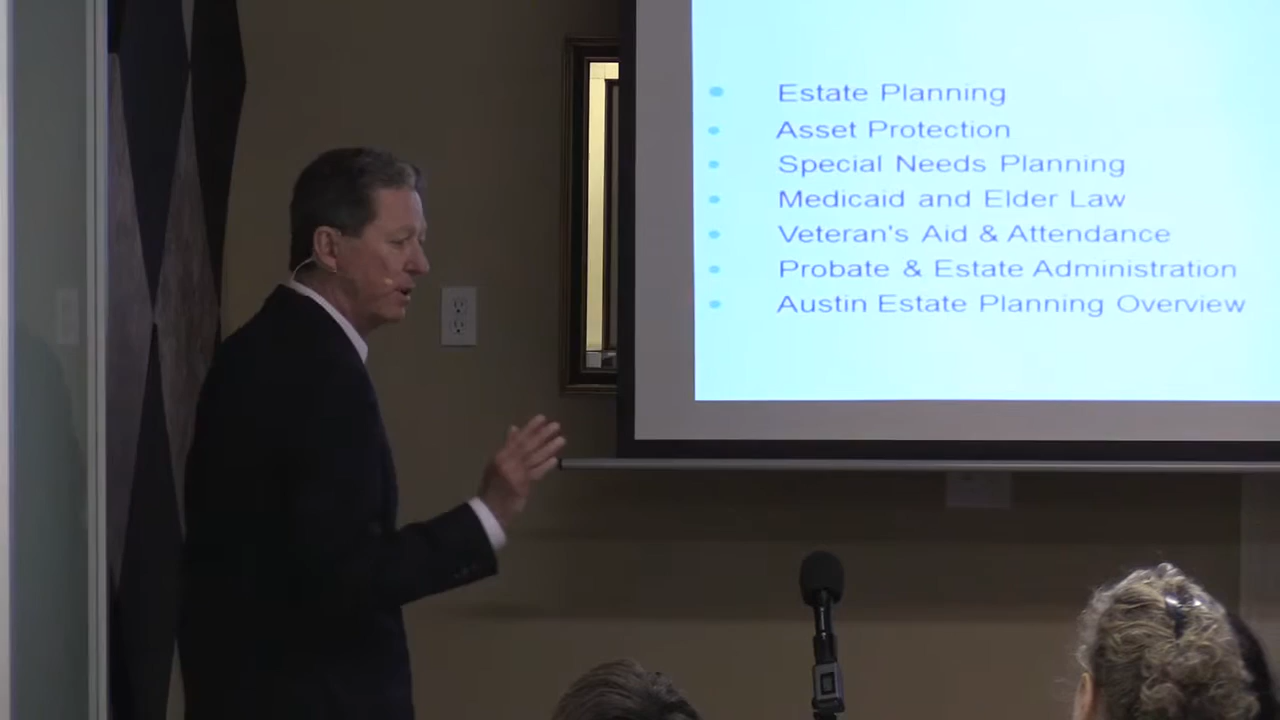 Estate Planning
Asset Protection
Special Needs Planning
Medicaid and Elder Law
Veteran's Aid & Attendance
Probate & Estate Administration
Austin Estate Planning Overview